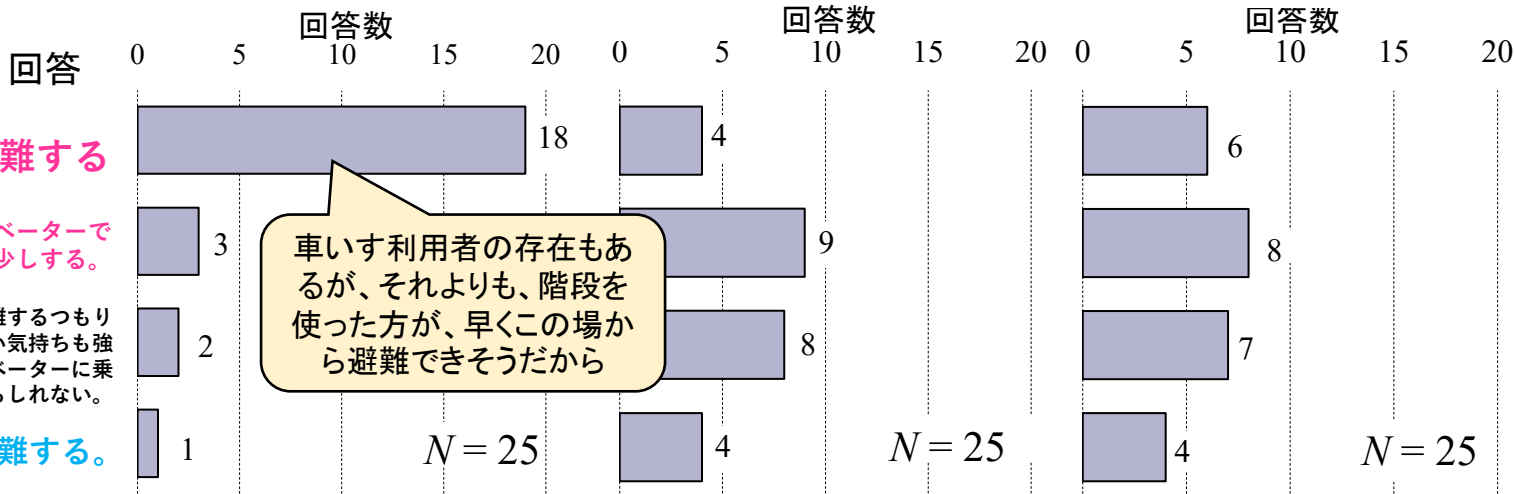 回答数 回答数 回答数
回答 0 5 10 15 20 0 5 10 15 20 0 5 10 15 20
難する 18 4 6
ベーターで
少しする。 3 9 8
車いす利用者の存在もあ
るが、それよりも、階段を
使った方が、早くこの場か
ら避難できそうだから
難するつもり
い気持ちも強
ベーターに乗
もしれない。 2 8 7
難する。 1 N = 25 4 N = 25 4 N = 25